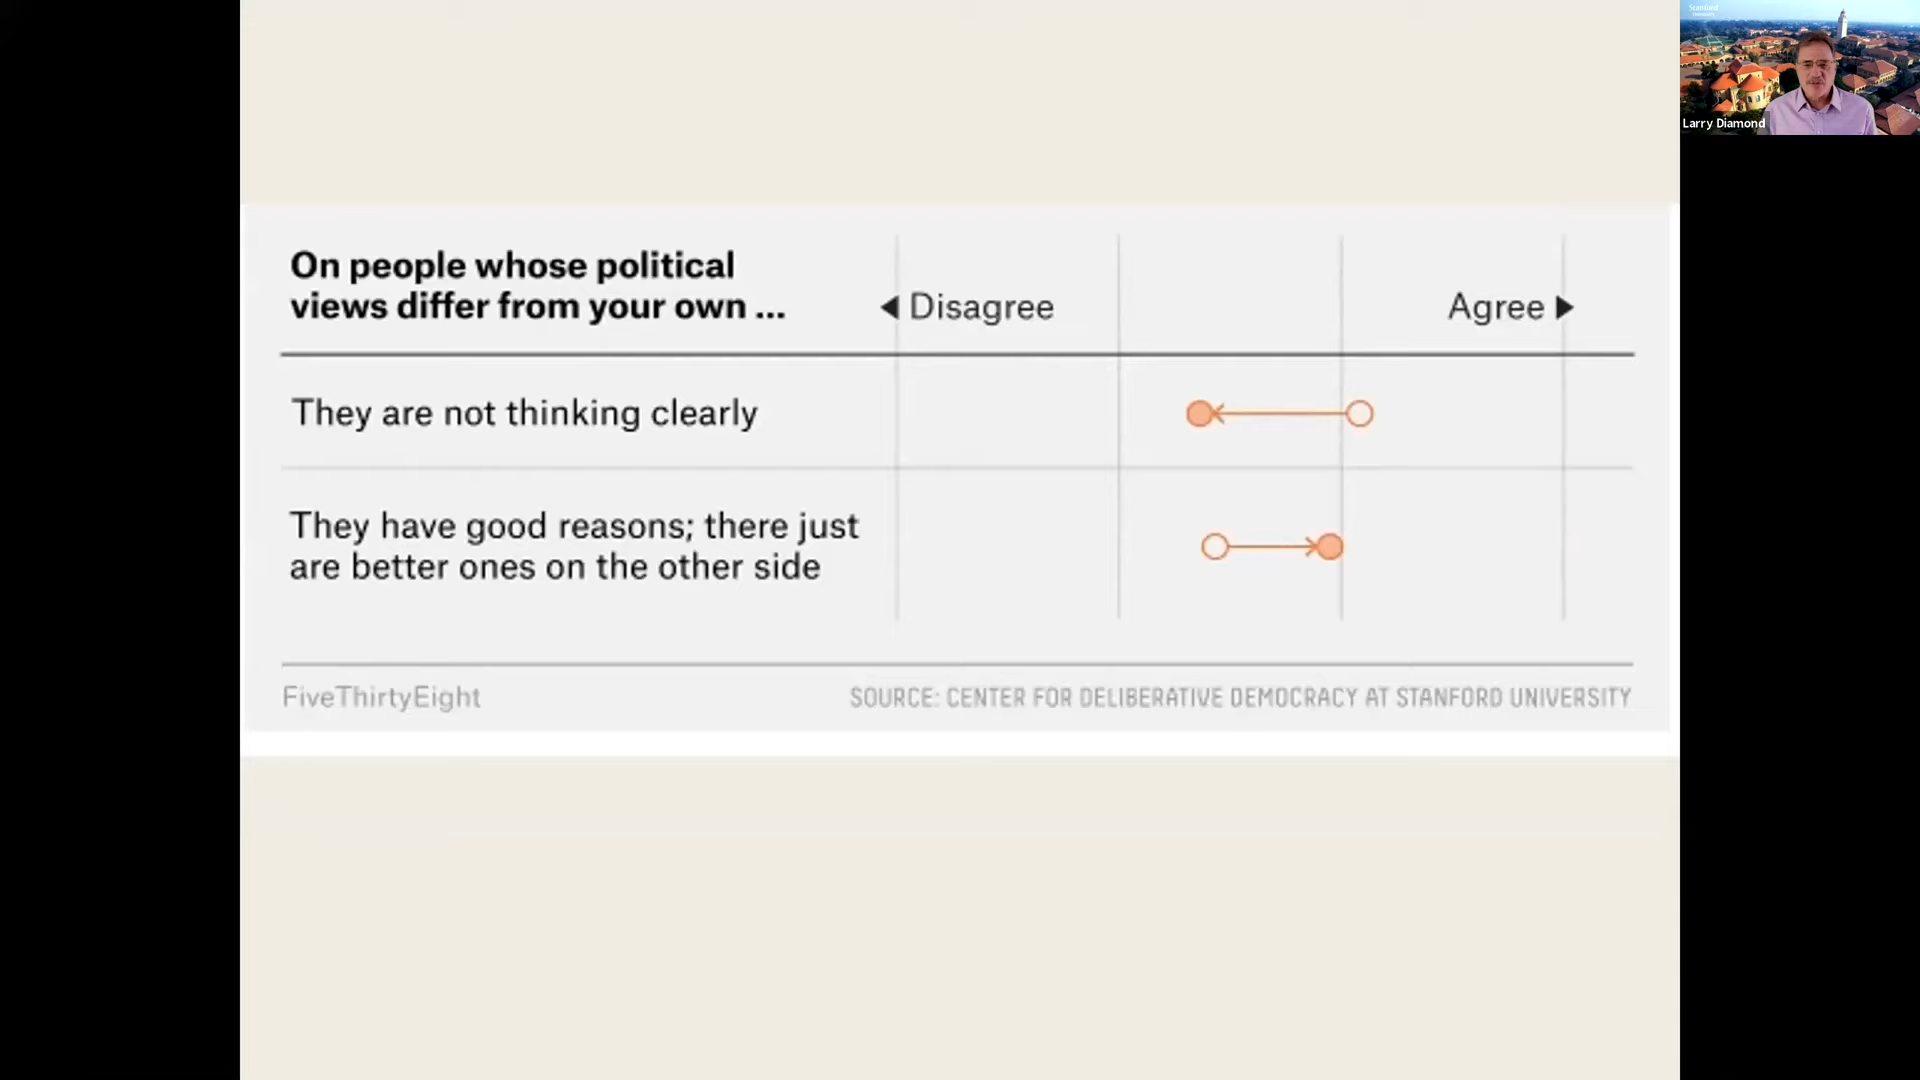 Stanford
Larry Diamond
On people whose political
views differ from your own ...
◀ Disagree
Agree ▶
They are not thinking clearly
They have good reasons; there just
are better ones on the other side
FiveThirtyEight
SOURCE: CENTER FOR DELIBERATIVE DEMOCRACY AT STANFORD UNIVERSITY